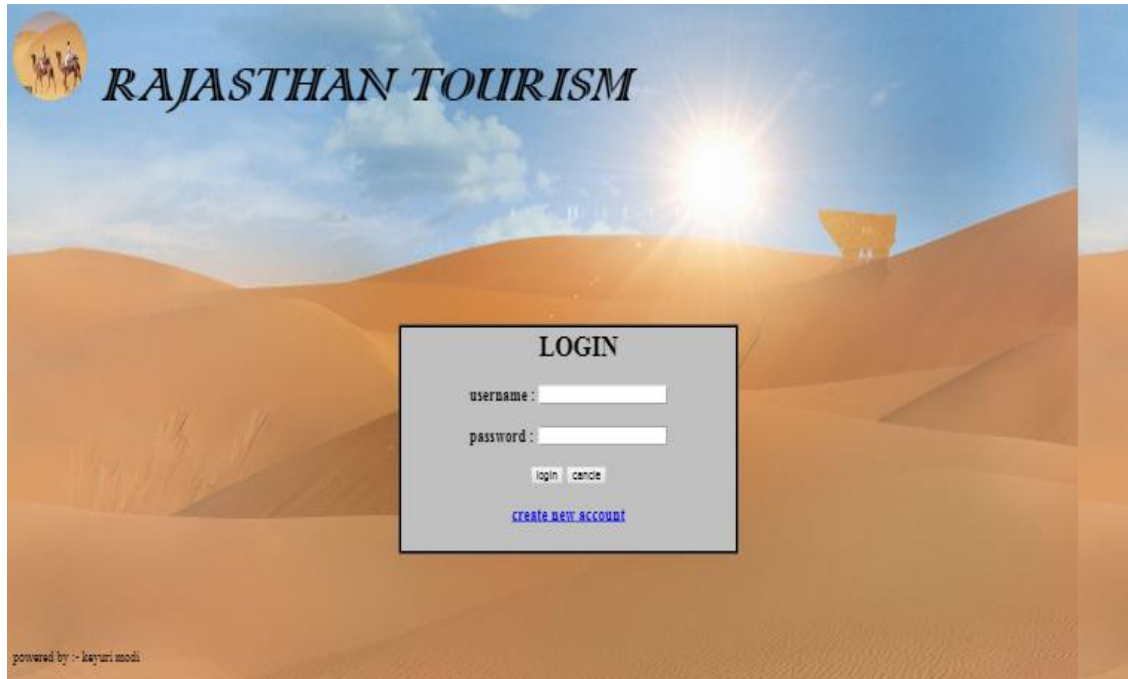 RAJASTHAN TOURISM
LOGIN
username :
password :
login cancle
create new account
powered by :- keyuri modi